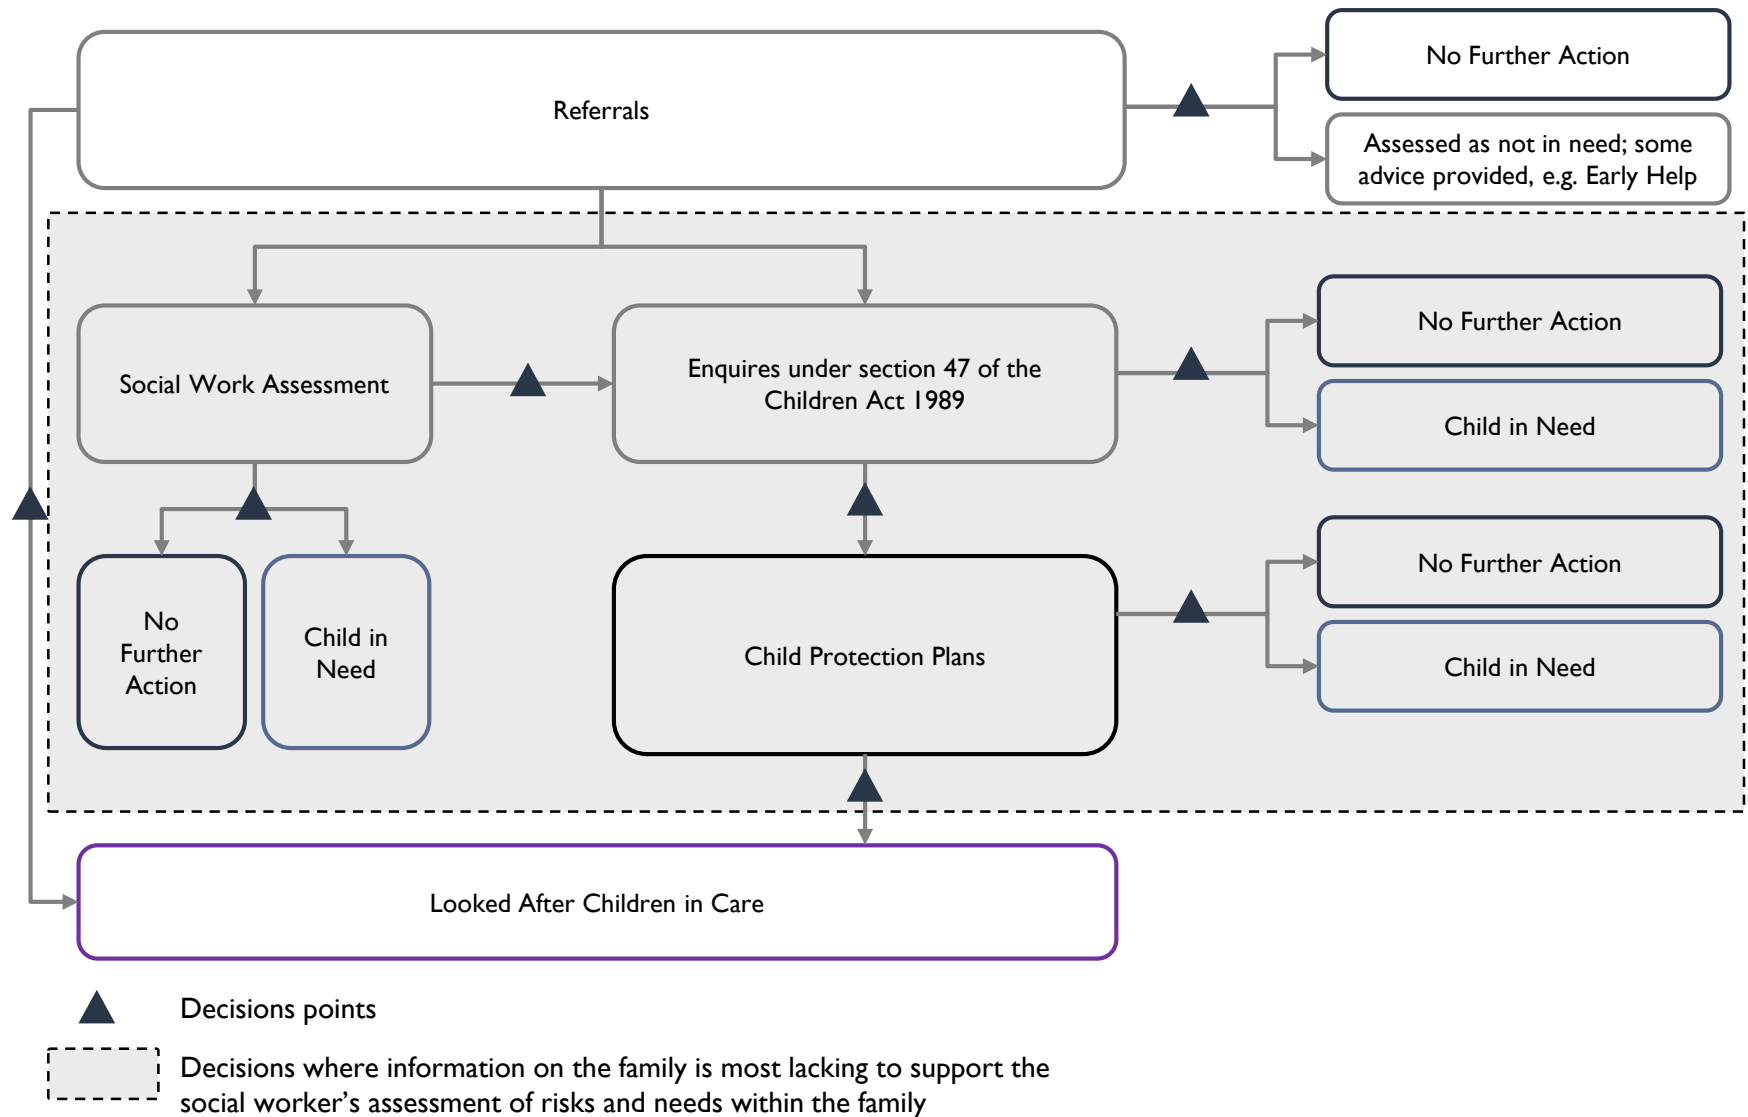 Referrals
No Further Action
Assessed as not in need; some
advice provided, e.g. Early Help
Social Work Assessment
Enquires under section 47 of the
Children Act 1989
No Further Action
Child in Need
No
Further
Action
Child in
Need
Child Protection Plans
No Further Action
Child in Need
Looked After Children in Care
Decisions points
Decisions where information on the family is most lacking to support the
social worker’s assessment of risks and needs within the family